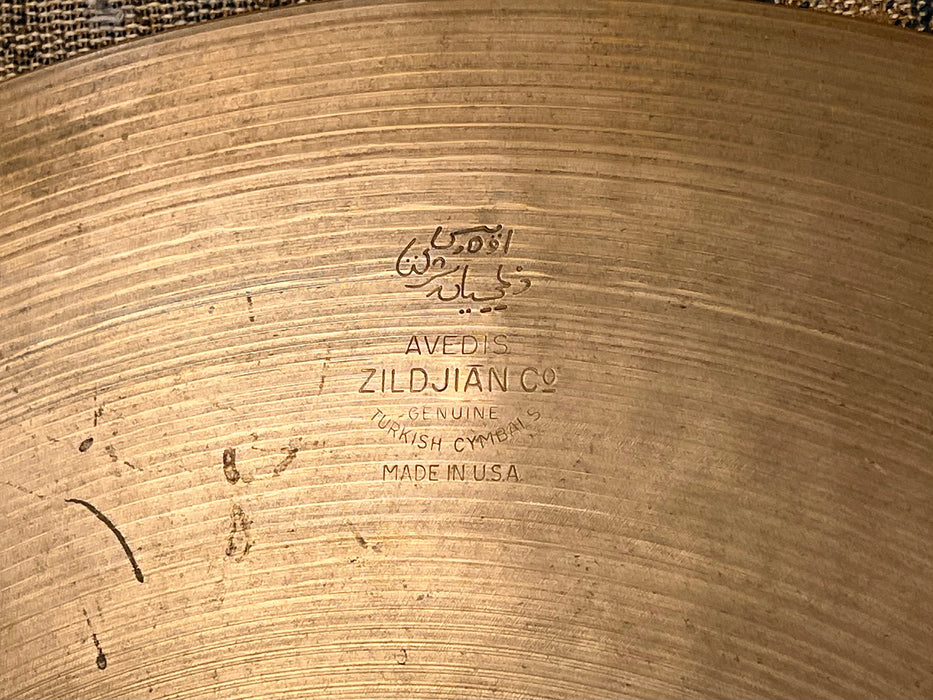 AVEDIS
ZILDJIAN Cº
GENUINE
TURKISH CYMBALS
MADE IN U.S.A.